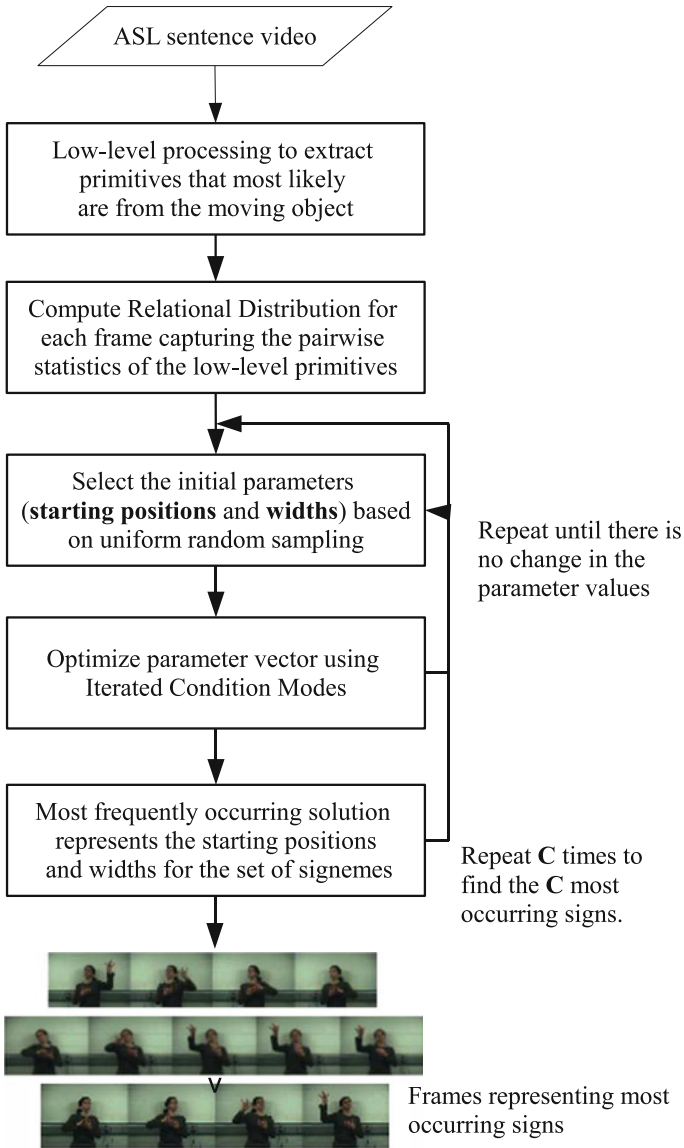 ASL sentence video
Low-level processing to extract
primitives that most likely
are from the moving object
Compute Relational Distribution for
each frame capturing the pairwise
statistics of the low-level primitives
Select the initial parameters
(starting positions and widths) based
on uniform random sampling
Repeat until there is
no change in the
parameter values
Optimize parameter vector using
Iterated Condition Modes
Most frequently occurring solution
represents the starting positions
and widths for the set of signemes
Repeat C times to
find the C most
occurring signs.
Frames representing most
occurring signs